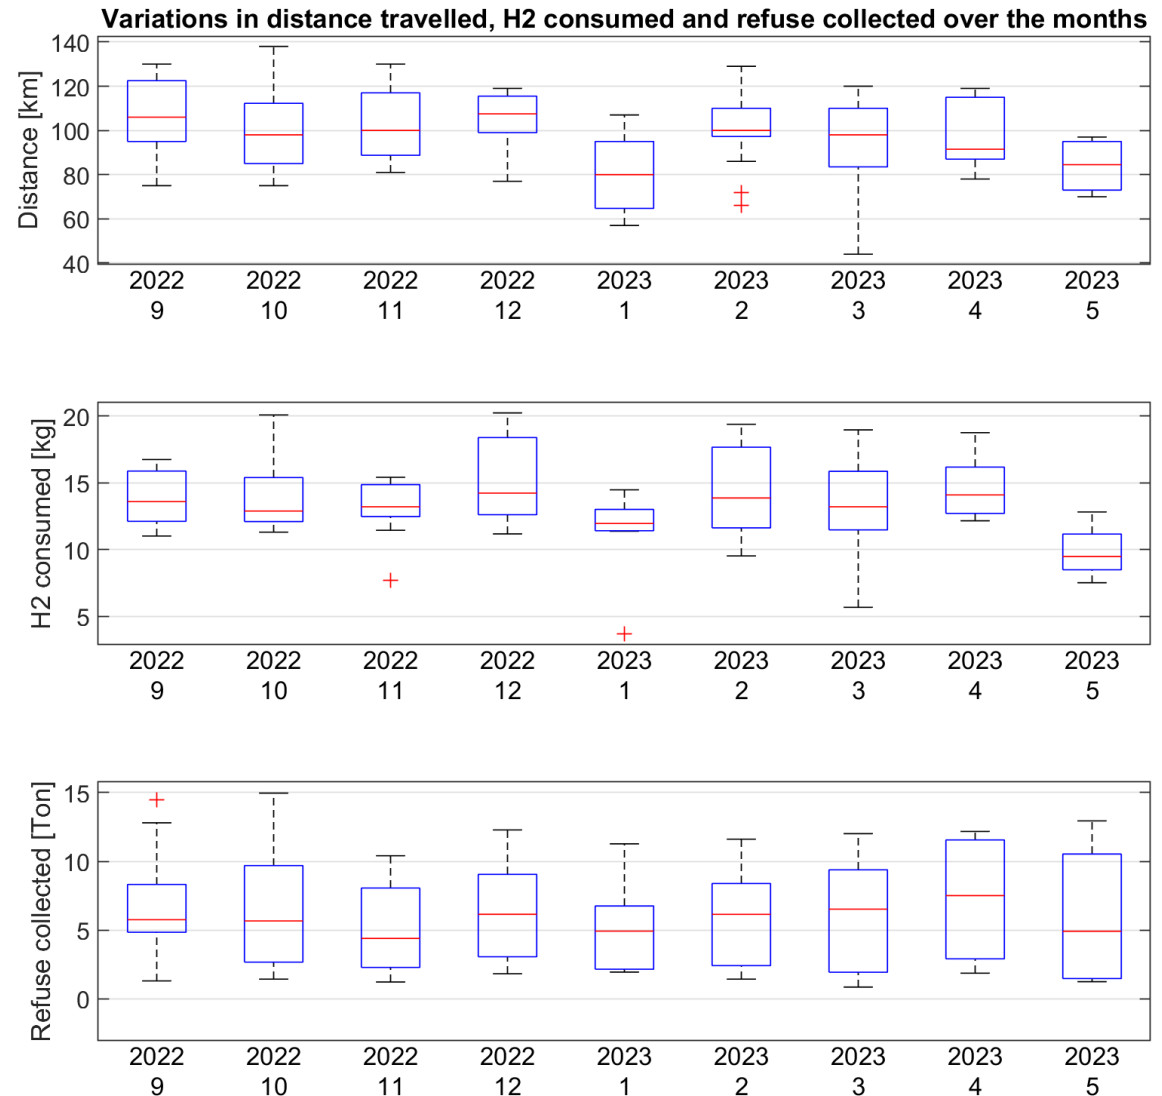 Variations in distance travelled, H2 consumed and refuse collected over the months
Distance [km]
140
120
100
80
60
40
2022 2022 2022 2022 2023 2023 2023 2023 2023
9 10 11 12 1 2 3 4 5
H2 consumed [kg]
20
15
10
5
2022 2022 2022 2022 2023 2023 2023 2023 2023
9 10 11 12 1 2 3 4 5
Refuse collected [Ton]
15
10
5
0
2022 2022 2022 2022 2023 2023 2023 2023 2023
9 10 11 12 1 2 3 4 5